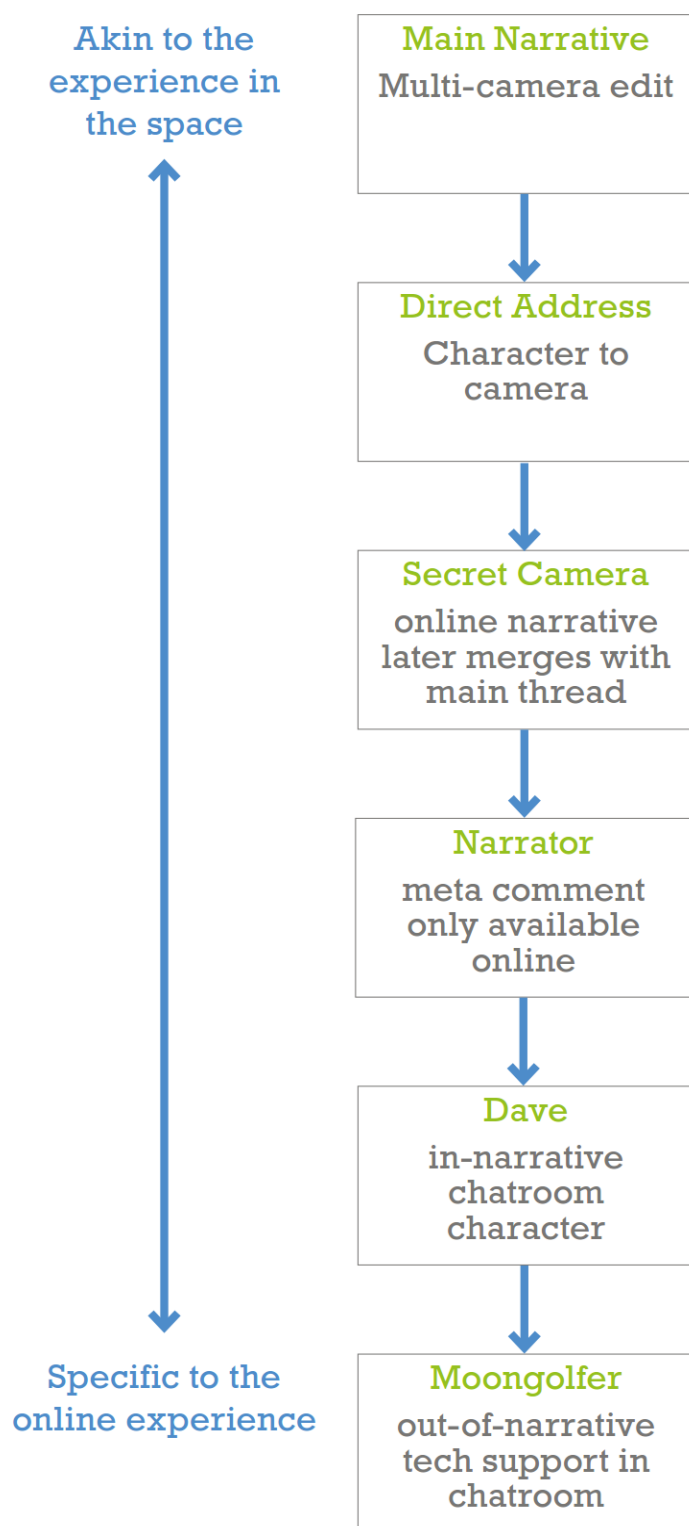 Akin to the
experience in
the space
Main Narrative
Multi-camera edit
Direct Address
Character to
camera
Secret Camera
online narrative
later merges with
main thread
Narrator
meta comment
only available
online
Dave
in-narrative
chatroom
character
Specific to the
online experience
Moongolfer
out-of-narrative
tech support in
chatroom